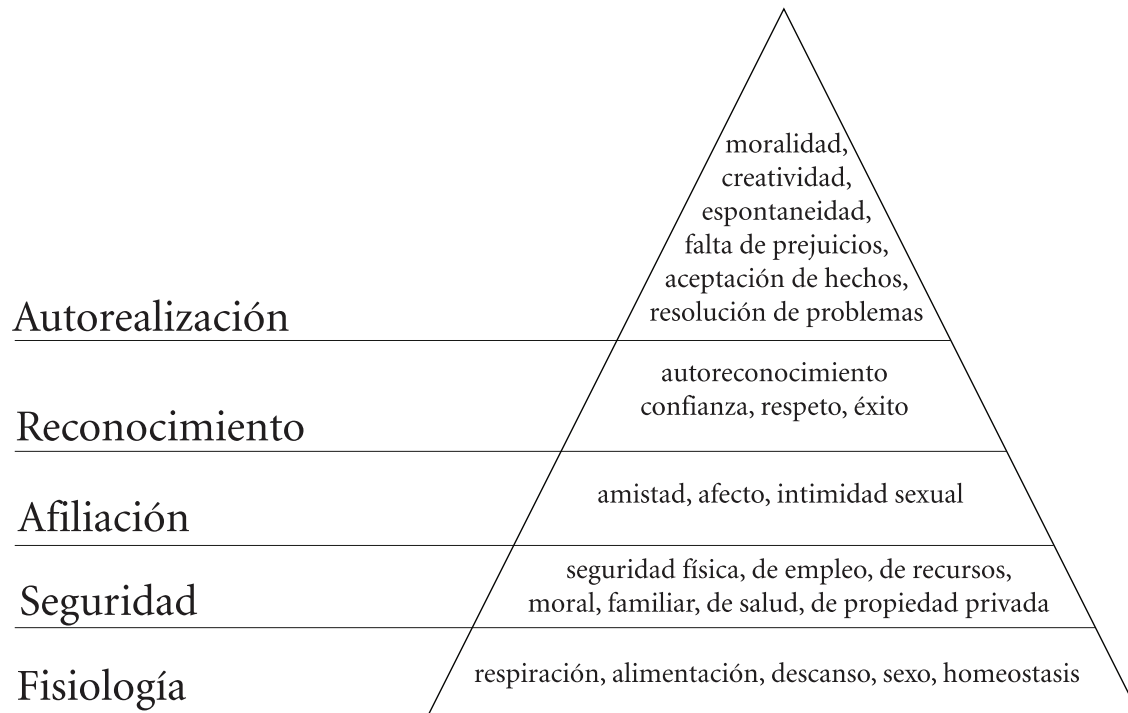 moralidad,
creatividad,
espontaneidad,
falta de prejuicios,
aceptación de hechos,
resolución de problemas
Autorealización
autoreconocimiento
confianza, respeto, éxito
Reconocimiento
amistad, afecto, intimidad sexual
Afiliación
seguridad física, de empleo, de recursos,
moral, familiar, de salud, de propiedad privada
Seguridad
respiración, alimentación, descanso, sexo, homeostasis
Fisiología